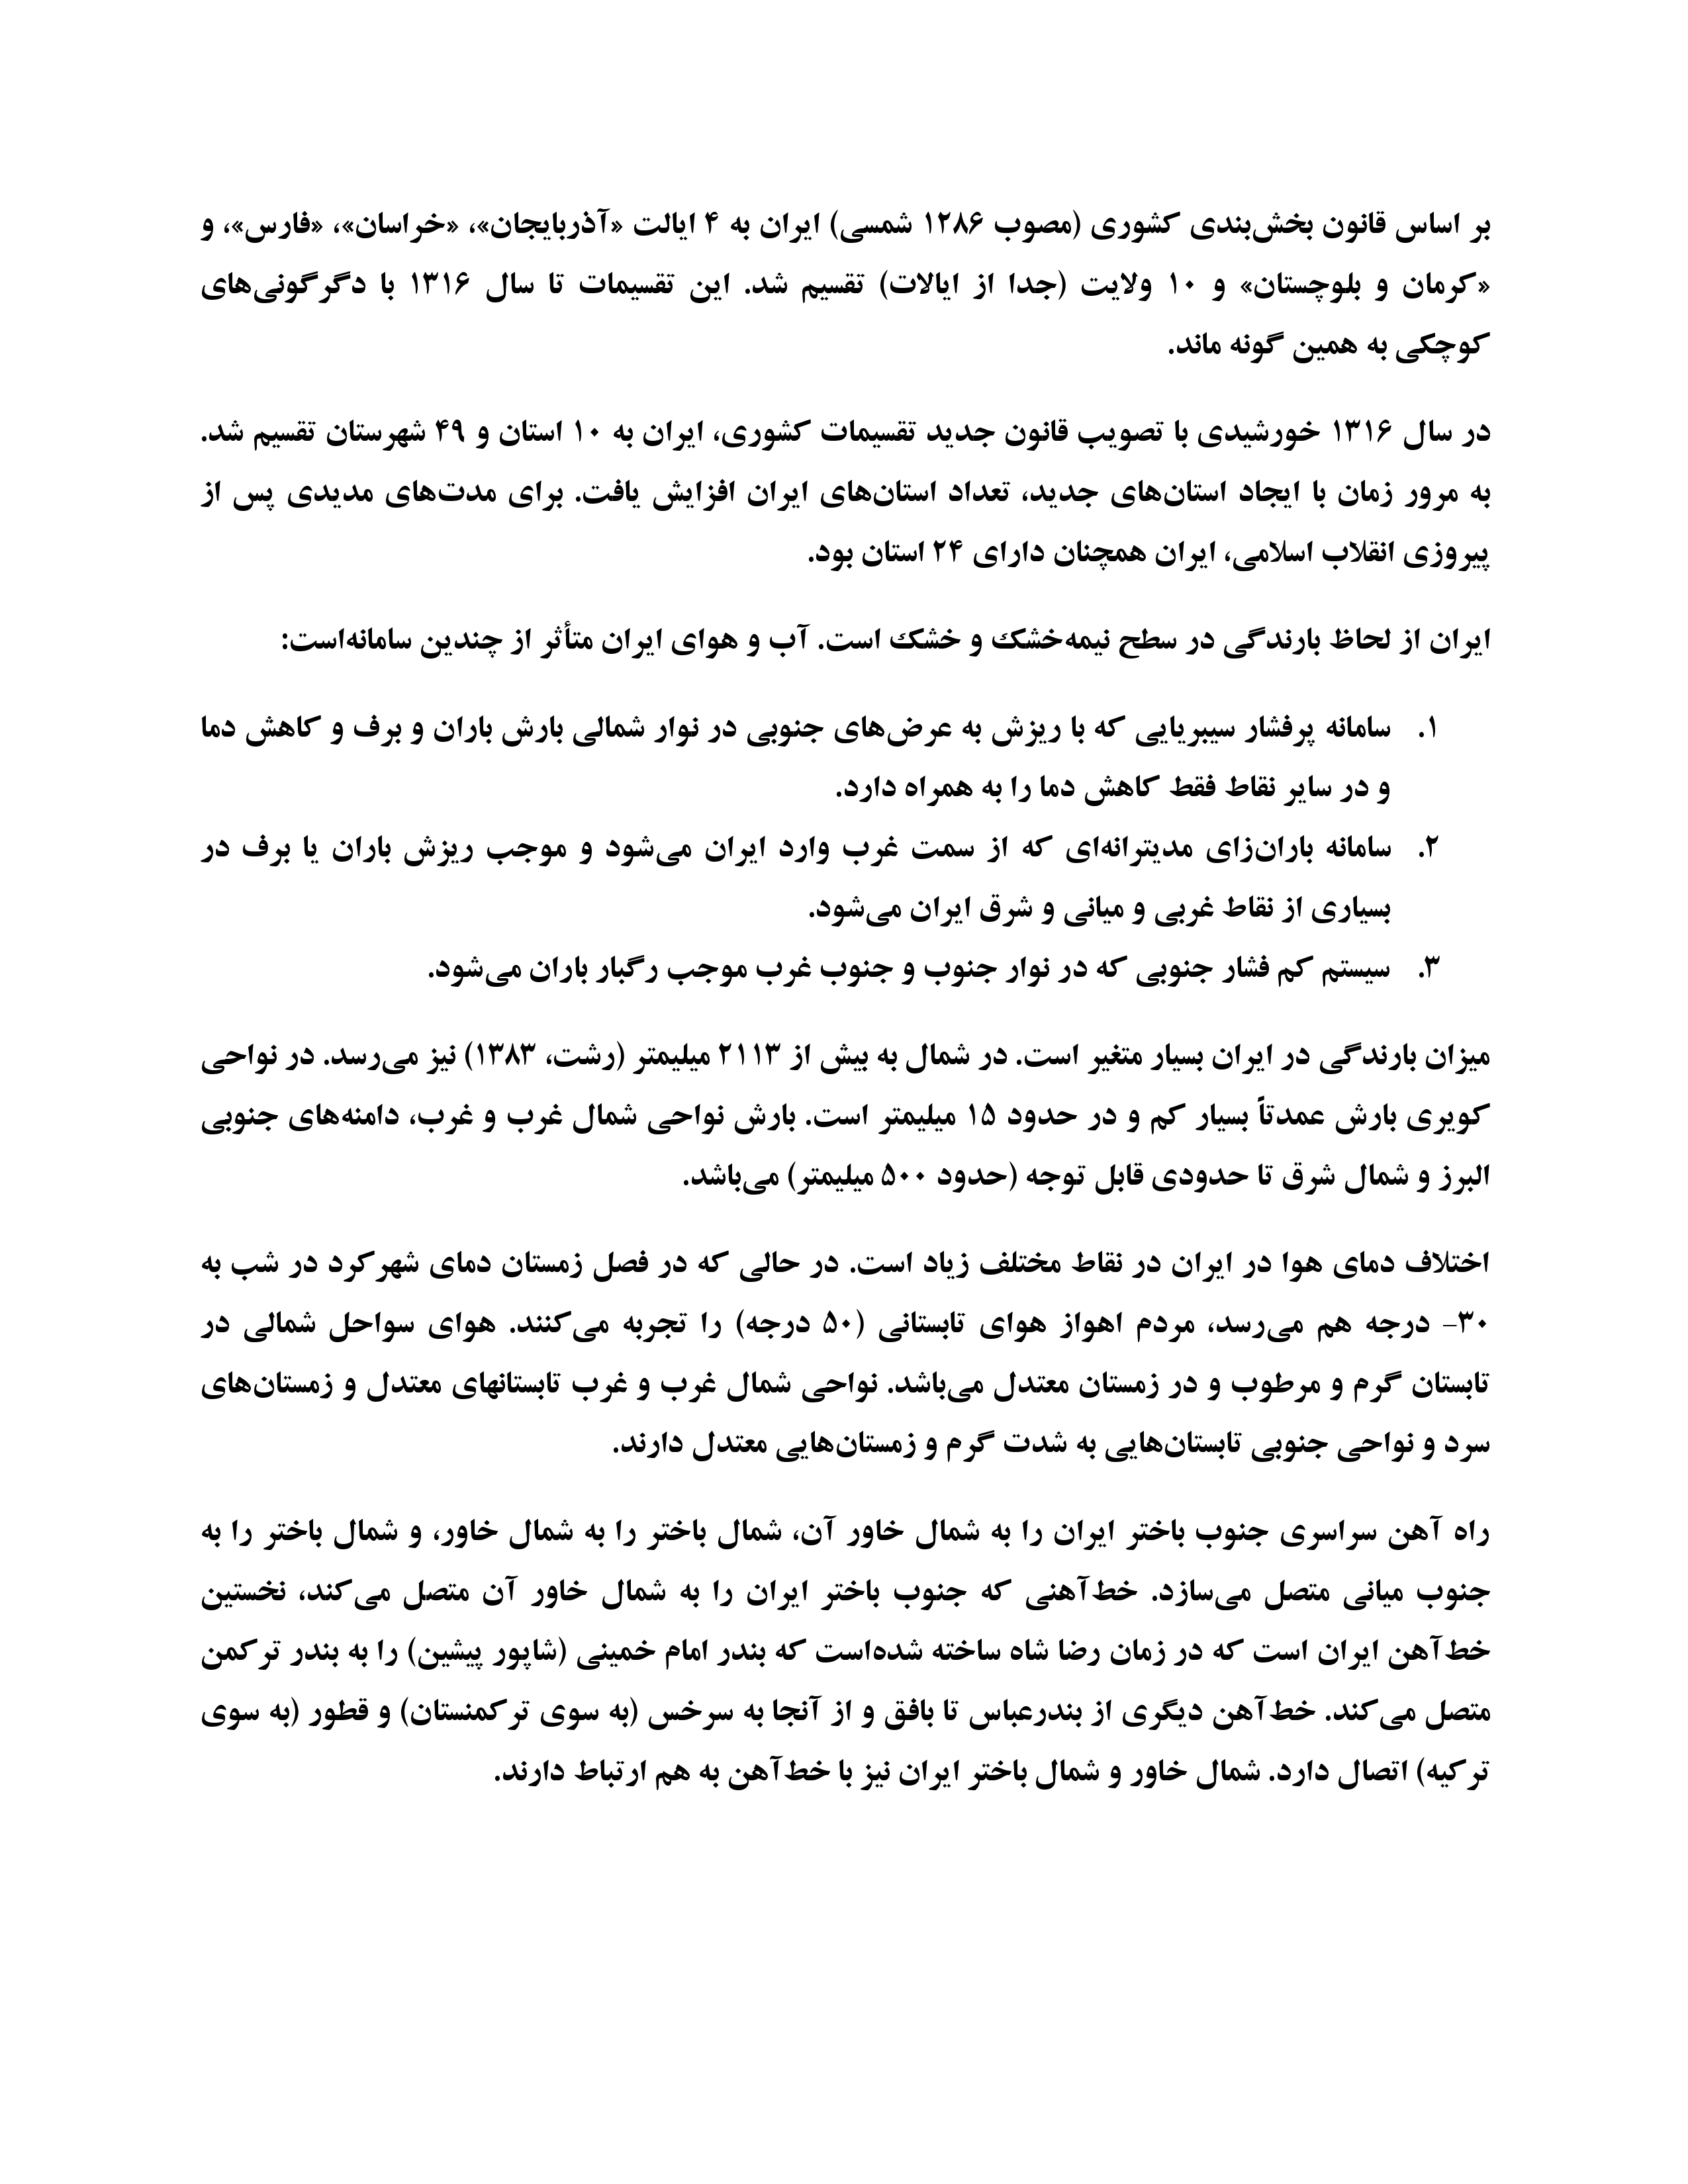 بر اساس قانون بخش‌بندی کشوری (مصوب ۱۲۸۶ شمسی) ایران به ۴ ایالت «آذربایجان»، «خراسان»، «فارس»، و
«کرمان و بلوچستان» و ۱۰ ولایت (جدا از ایالات) تقسیم شد. این تقسیمات تا سال ۱۳۱۶ با دگرگونی‌های
کوچکی به همین گونه ماند.
در سال ۱۳۱۶ خورشیدی با تصویب قانون جدید تقسیمات کشوری، ایران به ۱۰ استان و ۴۹ شهرستان تقسیم شد.
به مرور زمان با ایجاد استان‌های جدید، تعداد استان‌های ایران افزایش یافت. برای مدت‌های مدیدی پس از
پیروزی انقلاب اسلامی، ایران همچنان دارای ۲۴ استان بود.
ایران از لحاظ بارندگی در سطح نیمه‌خشک و خشک است. آب و هوای ایران متأثر از چندین سامانه‌است:
۱. سامانه پرفشار سیبریایی که با ریزش به عرض‌های جنوبی در نوار شمالی بارش باران و برف و کاهش دما
و در سایر نقاط فقط کاهش دما را به همراه دارد.
۲. سامانه باران‌زای مدیترانه‌ای که از سمت غرب وارد ایران می‌شود و موجب ریزش باران یا برف در
بسیاری از نقاط غربی و میانی و شرق ایران می‌شود.
۳. سیستم کم فشار جنوبی که در نوار جنوب و جنوب غرب موجب رگبار باران می‌شود.
میزان بارندگی در ایران بسیار متغیر است. در شمال به بیش از ۲۱۱۳ میلیمتر (رشت، ۱۳۸۳) نیز می‌رسد. در نواحی
کویری بارش عمدتاً بسیار کم و در حدود ۱۵ میلیمتر است. بارش نواحی شمال غرب و غرب، دامنه‌های جنوبی
البرز و شمال شرق تا حدودی قابل توجه (حدود ۵۰۰ میلیمتر) می‌باشد.
اختلاف دمای هوا در ایران در نقاط مختلف زیاد است. در حالی که در فصل زمستان دمای شهرکرد در شب به
۳۰- درجه هم می‌رسد، مردم اهواز هوای تابستانی (۵۰ درجه) را تجربه می‌کنند. هوای سواحل شمالی در
تابستان گرم و مرطوب و در زمستان معتدل می‌باشد. نواحی شمال غرب و غرب تابستانهای معتدل و زمستان‌های
سرد و نواحی جنوبی تابستان‌هایی به شدت گرم و زمستان‌هایی معتدل دارند.
راه آهن سراسری جنوب باختر ایران را به شمال خاور آن، شمال باختر را به شمال خاور، و شمال باختر را به
جنوب میانی متصل می‌سازد. خط‌آهنی که جنوب باختر ایران را به شمال خاور آن متصل می‌کند، نخستین
خط‌آهن ایران است که در زمان رضا شاه ساخته شده‌است که بندر امام خمینی (شاپور پیشین) را به بندر ترکمن
متصل می‌کند. خط‌آهن دیگری از بندرعباس تا بافق و از آنجا به سرخس (به سوی ترکمنستان) و قطور (به سوی
ترکیه) اتصال دارد. شمال خاور و شمال باختر ایران نیز با خط‌آهن به هم ارتباط دارند.